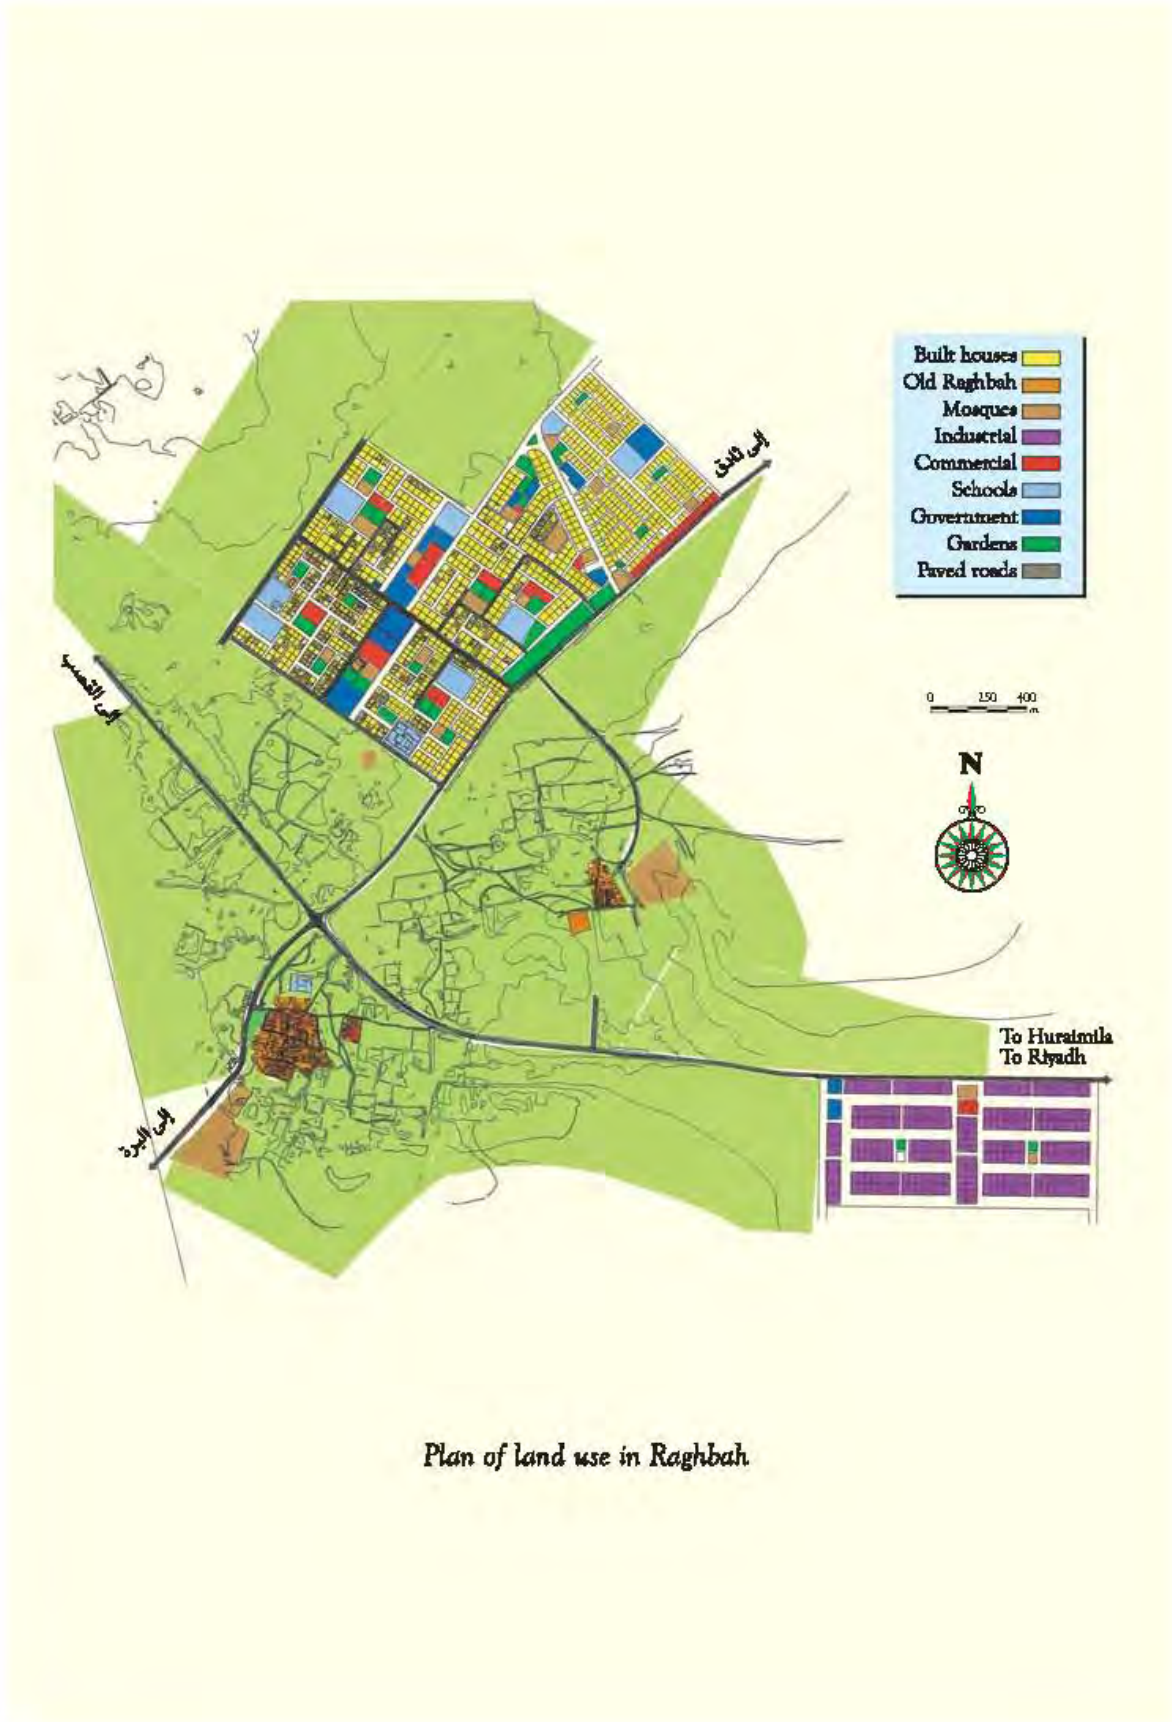 Built houses
Old Raghbah
Mosques
Industrial
Commercial
Schools
Government
Gardens
Paved roads
إلى ثادق
إلى القصب
0 250 400
m
N
To Huraimila
To Riyadh
إلى البرة
Plan of land use in Raghbah